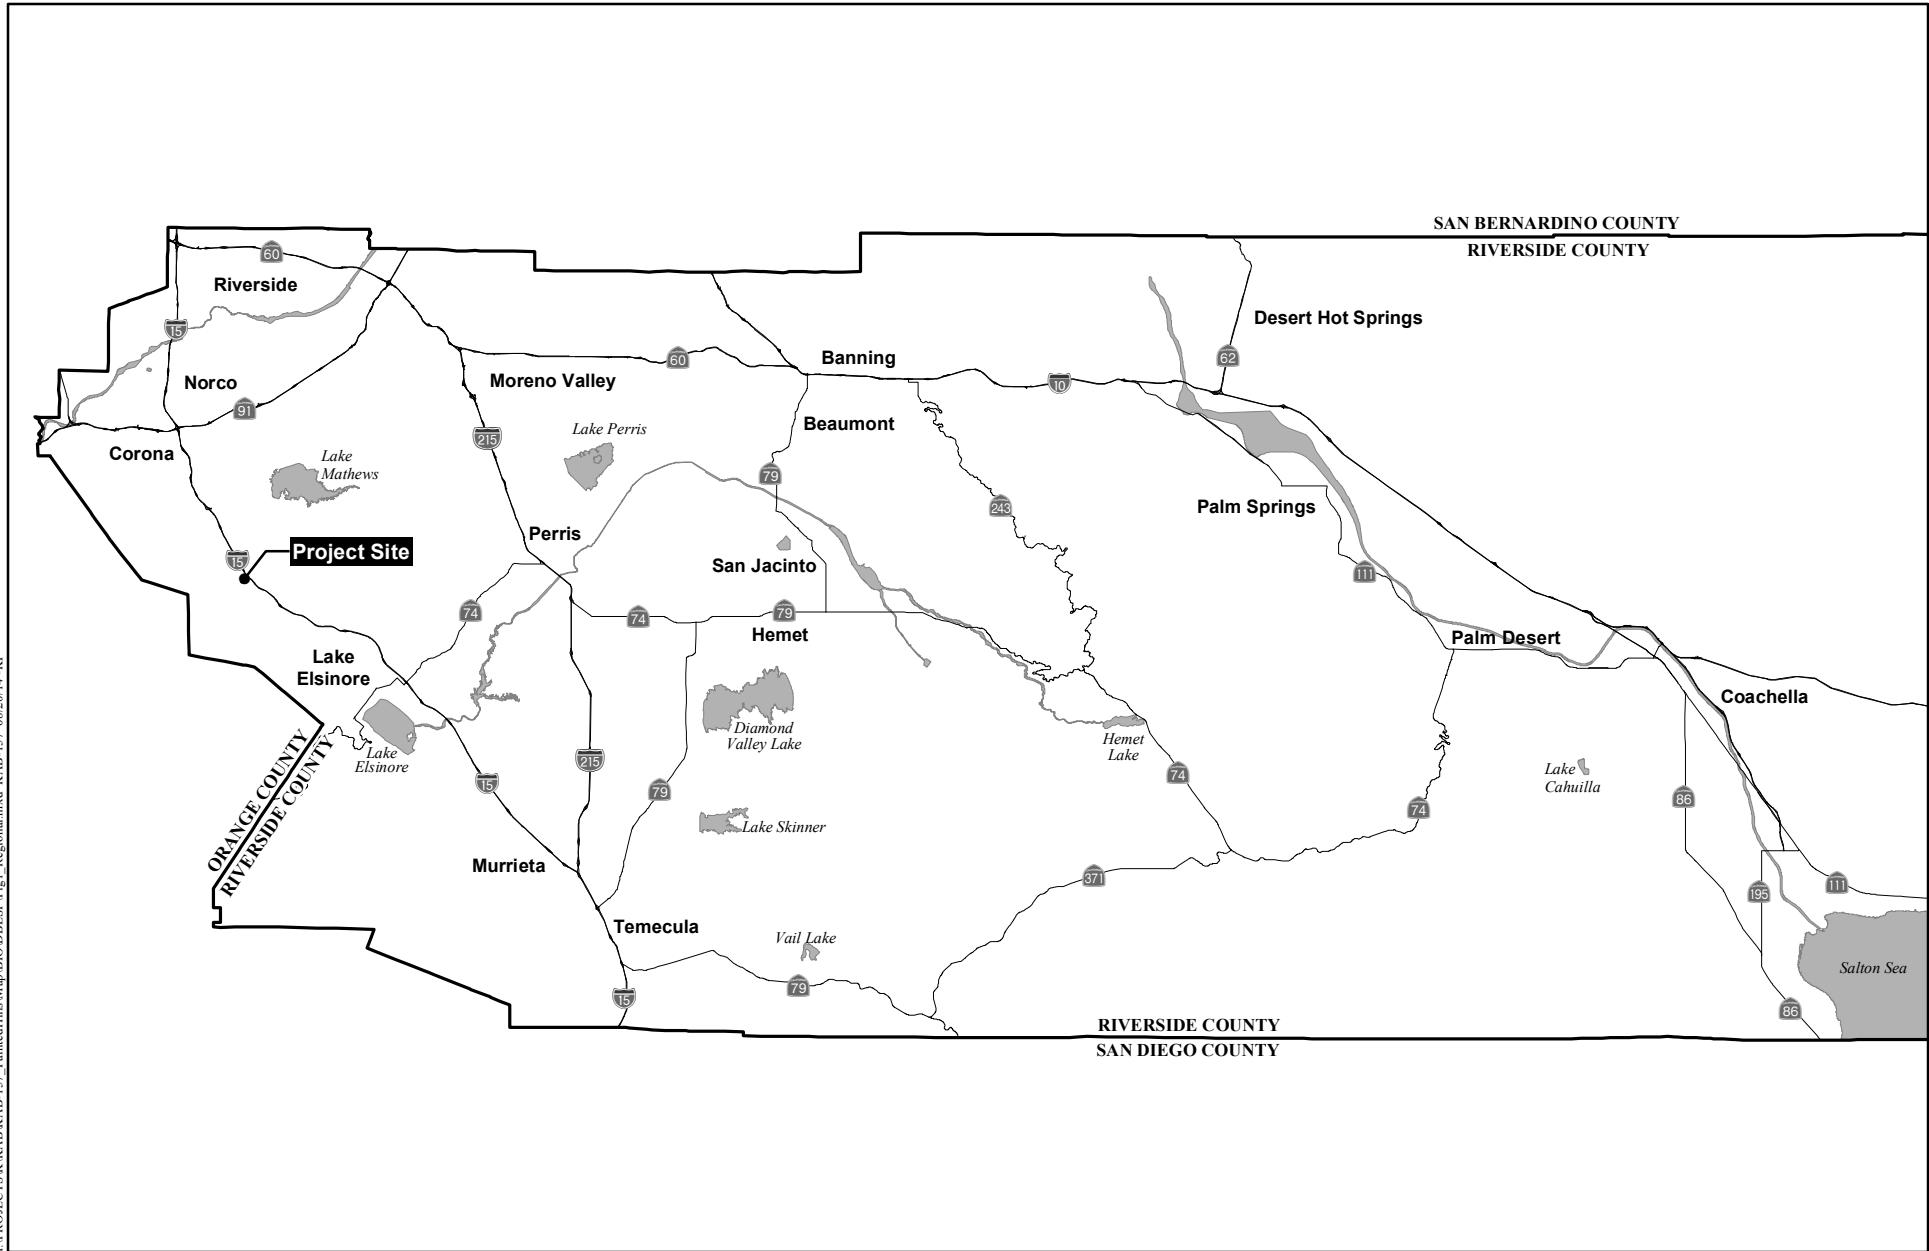 SAN BERNARDINO COUNTY
RIVERSIDE COUNTY
60
Riverside
Desert Hot Springs
15
60
Banning
62
Norco
Moreno Valley
10
91
Beaumont
215
Lake Perris
Corona
Lake
Mathews
79
243
Palm Springs
Perris
Project Site
15
San Jacinto
111
74
74
79
Hemet
Palm Desert
Lake
Elsinore
Coachella
Diamond
Valley Lake
Hemet
Lake
Lake
Elsinore
ORANGE COUNTY
RIVERSIDE COUNTY
215
15
79
74
Lake
Cahuilla
86
74
Lake Skinner
Murrieta
371
195
111
Temecula
Vail Lake
Salton Sea
79
15
86
RIVERSIDE COUNTY
SAN DIEGO COUNTY